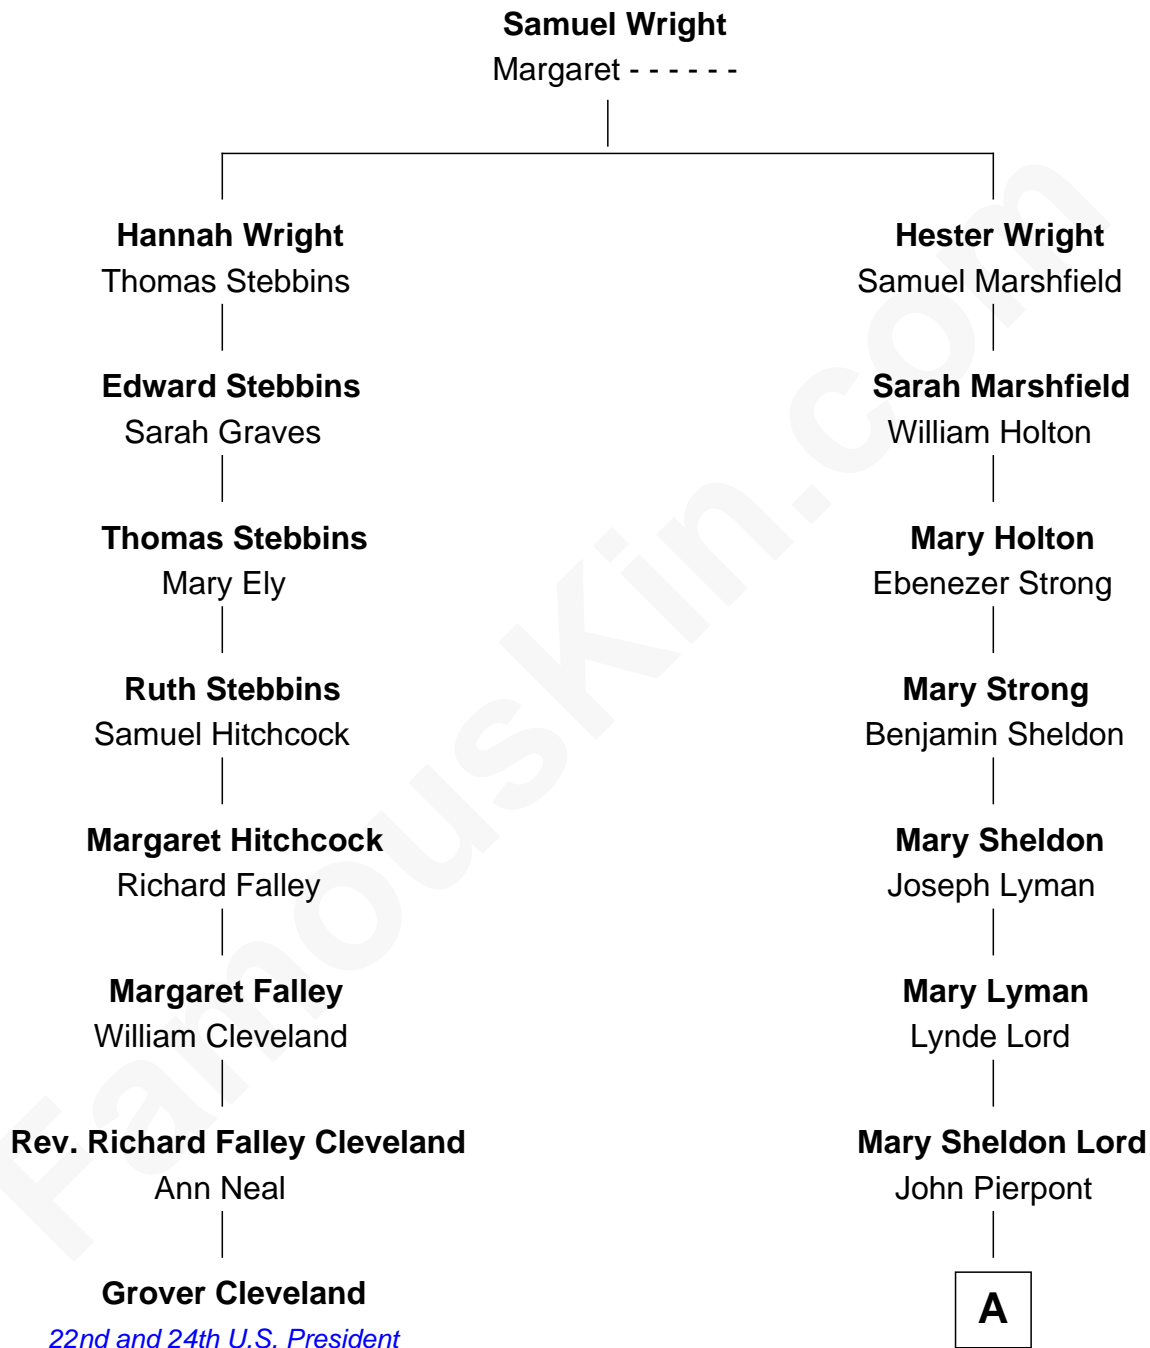 Samuel Wright
Margaret - - - - - -
Hannah Wright
Thomas Stebbins
Hester Wright
Samuel Marshfield
Edward Stebbins
Sarah Graves
Sarah Marshfield
William Holton
Thomas Stebbins
Mary Ely
Mary Holton
Ebenezer Strong
Ruth Stebbins
Samuel Hitchcock
Mary Strong
Benjamin Sheldon
Margaret Hitchcock
Richard Falley
Mary Sheldon
Joseph Lyman
Margaret Falley
William Cleveland
Mary Lyman
Lynde Lord
Rev. Richard Falley Cleveland
Ann Neal
Mary Sheldon Lord
John Pierpont
Grover Cleveland
22nd and 24th U.S. President
A
FamousKin.com